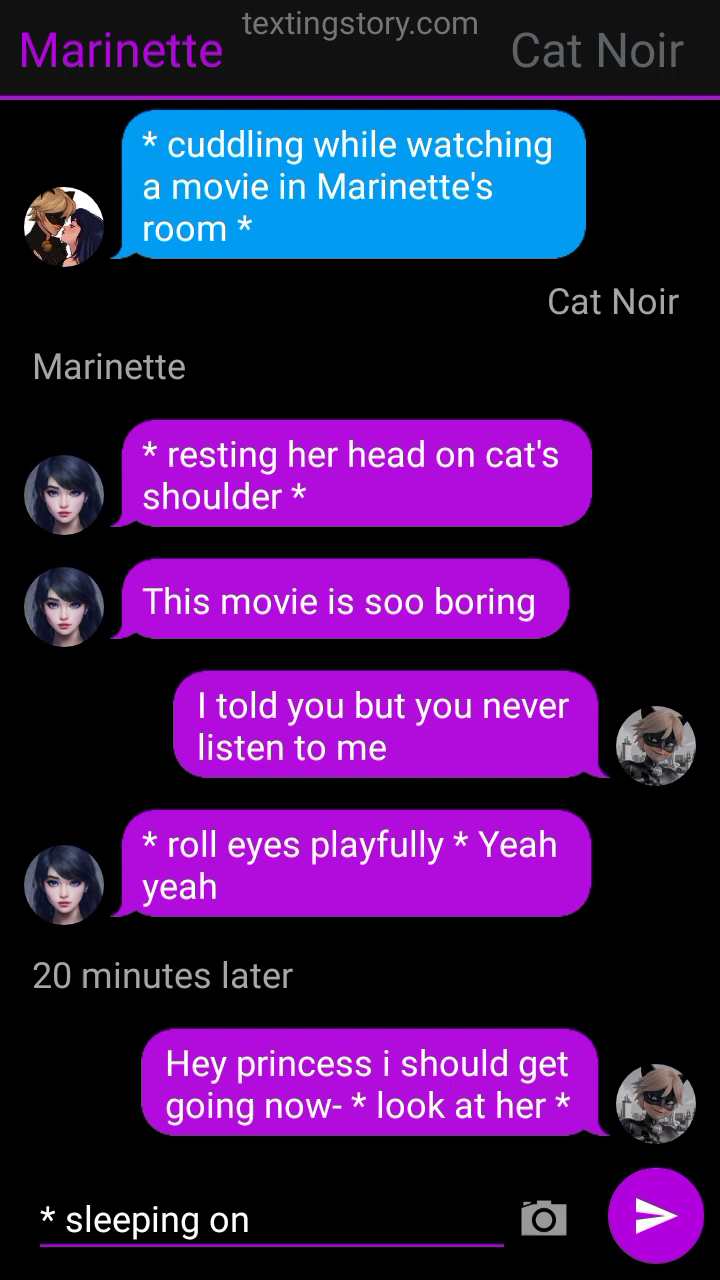 textingstory.com
Marinette
Cat Noir
* cuddling while watching
a movie in Marinette's
room *
Cat Noir
Marinette
* resting her head on cat's
shoulder *
This movie is soo boring
I told you but you never
listen to me
* roll eyes playfully * Yeah
yeah
20 minutes later
Hey princess i should get
going now- * look at her *
* sleeping on